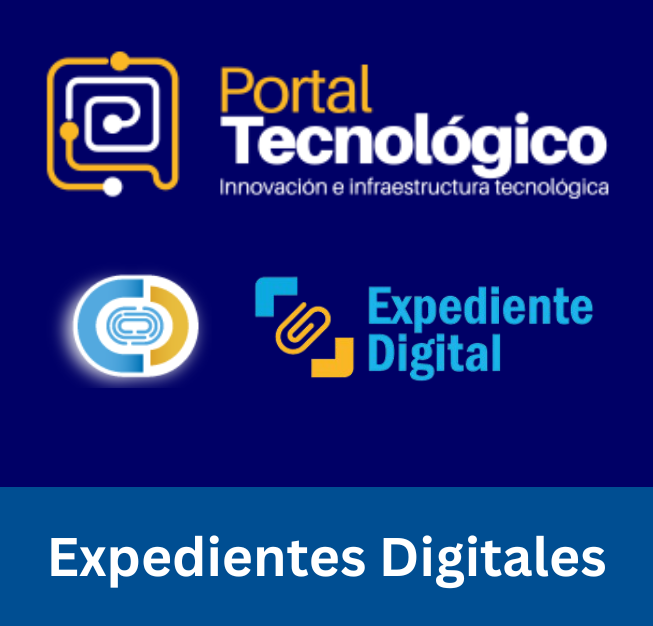 Portal
Tecnológico
Innovación e infraestructura tecnológica
Expediente
Digital
Expedientes Digitales